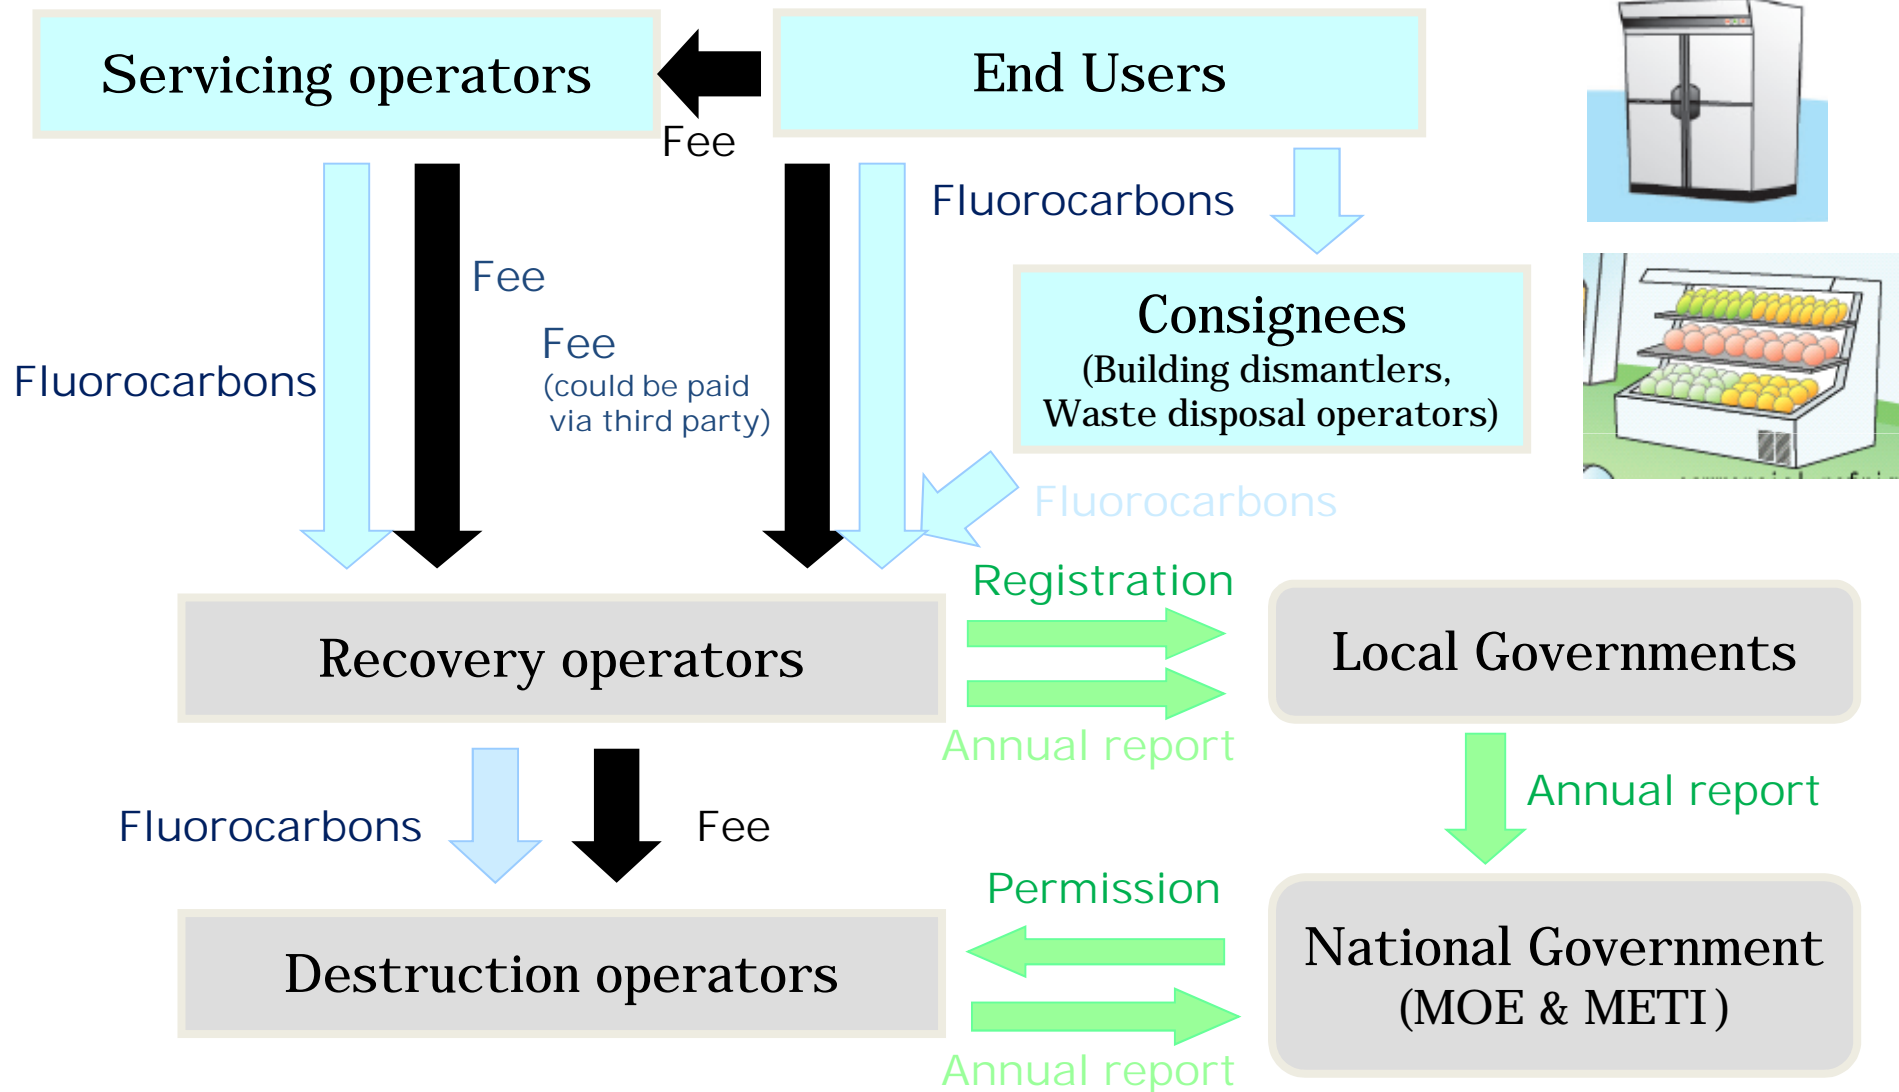 Servicing operators
End Users
Fee
Fluorocarbons
Fee
Fee
(could be paid
via third party)
Fluorocarbons
Consignees
(Building dismantlers,
Waste disposal operators)
Fluorocarbons
Registration
Recovery operators
Local Governments
Annual report
Annual report
Fluorocarbons
Fee
Permission
Destruction operators
National Government
(MOE & METI)
Annual report